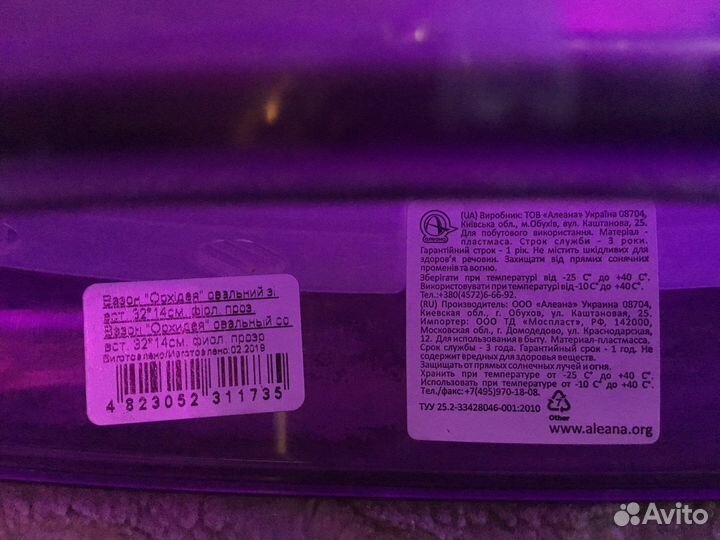 Вазон "Орхідея" овальний зі
вст. 32*14см. фіол. проз.
Вазон "Орхидея" овальный со
вст. 32*14см. фиол. прозр
Виготовлено/Изготовлено:02.2019
4 823052 311735
АЛЕАНА
(UA) Виробник: ТОВ «Алеана» Україна 08704,
Київська обл., м.Обухів, вул. Каштанова, 25.
Для побутового використання. Матеріал -
пластмаса. Строк служби - 3 роки.
Гарантійний строк - 1 рік. Не містить шкідливих для
здоров'я речовин. Захищати від прямих сонячних
променів та вогню.
Зберігати при температурі від -25 С° до +40 С°.
Використовувати при температурі від -10 С° до +40 С°.
Тел.:+380(4572)6-66-92.
(RU) Производитель: ООО «Алеана» Украина 08704,
Киевская обл., г. Обухов, ул. Каштановая, 25.
Импортер: ООО ТД «Моспласт», РФ, 142000,
Московская обл., г. Домодедово, ул. Краснодарская,
12. Для использования в быту. Материал-пластмасса.
Срок службы - 3 года. Гарантийный срок - 1 год. Не
содержит вредных для здоровья веществ.
Защищать от прямых солнечных лучей и огня.
Хранить при температуре от -25 С° до +40 С°.
Использовать при температуре от -10 С° до +40 С°.
Тел./факс:+7(495)970-18-08.
ТУУ 25.2-33428046-001:2010
7
Other
www.aleana.org
Avito